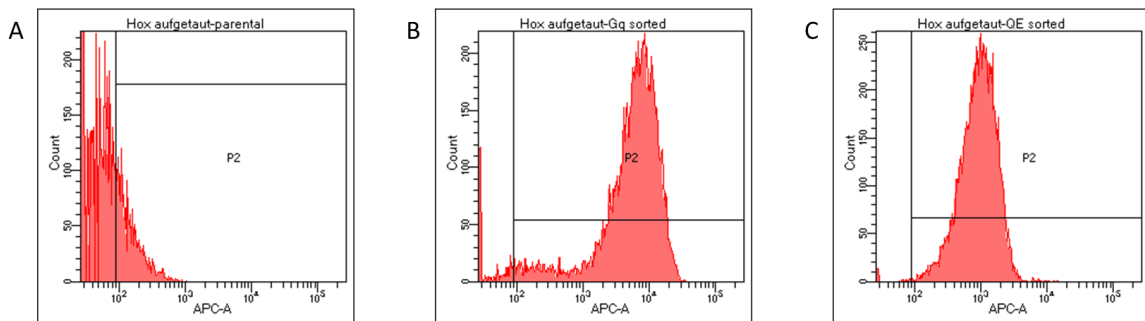 A
Hox aufgetaut-parental
Count
0
50
100
150
200
P2
10²
10³
10⁴
10⁵
APC-A
B
Hox aufgetaut-Gq sorted
Count
0
50
100
150
200
P2
10²
10³
10⁴
10⁵
APC-A
C
Hox aufgetaut-QE sorted
Count
0
50
100
150
200
250
P2
10²
10³
10⁴
10⁵
APC-A